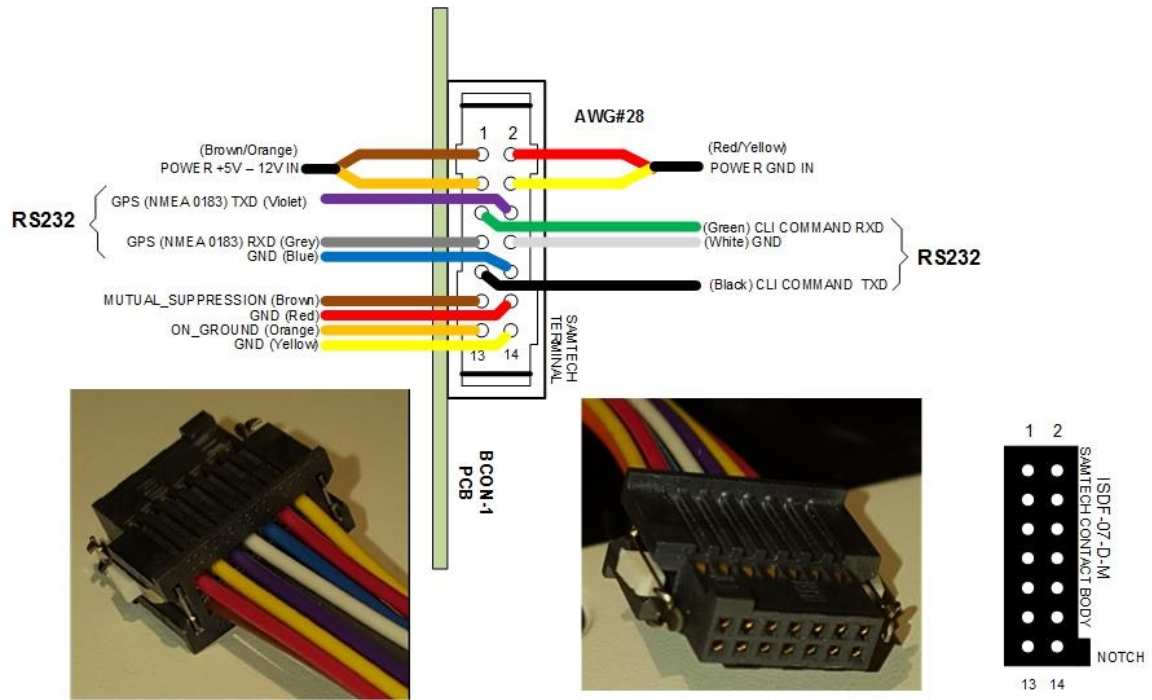 AWG#28
1 2
(Brown/Orange)
POWER +5V – 12V IN
(Red/Yellow)
POWER GND IN
GPS (NMEA 0183) TXD (Violet)
RS232
GPS (NMEA 0183) RXD (Grey)
GND (Blue)
(Green) CLI COMMAND RXD
(White) GND
RS232
(Black) CLI COMMAND TXD
MUTUAL_SUPPRESSION (Brown)
GND (Red)
ON_GROUND (Orange)
GND (Yellow)
13 14
SAMTECH
TERMINAL
BCON-1
PCB
1 2
SAMTECH CONTACT BODY
ISDF-07-D-M
NOTCH
13 14